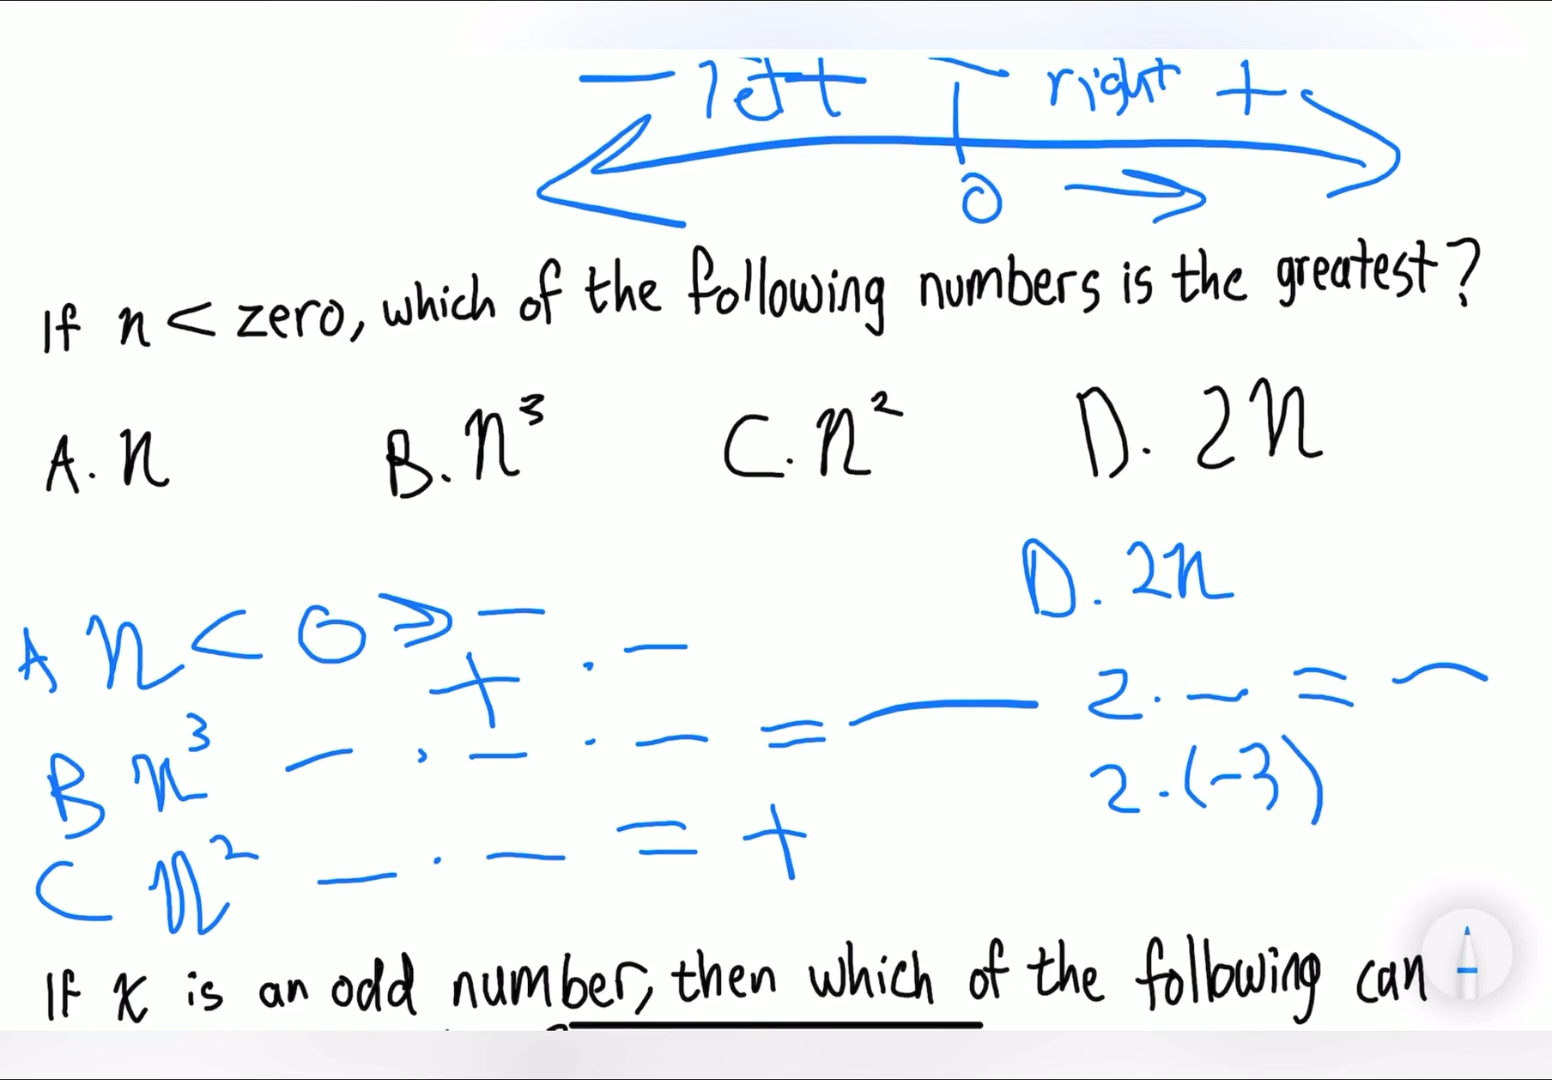 − left right +
0
If n < zero, which of the following numbers is the greatest?
A. n B. n³ C. n² D. 2n
D. 2n
A n < 0 > −
+ · −
2 · − = −
B n³ − · − · − = −
2 · (−3)
C n² − · − = +
If x is an odd number, then which of the following can